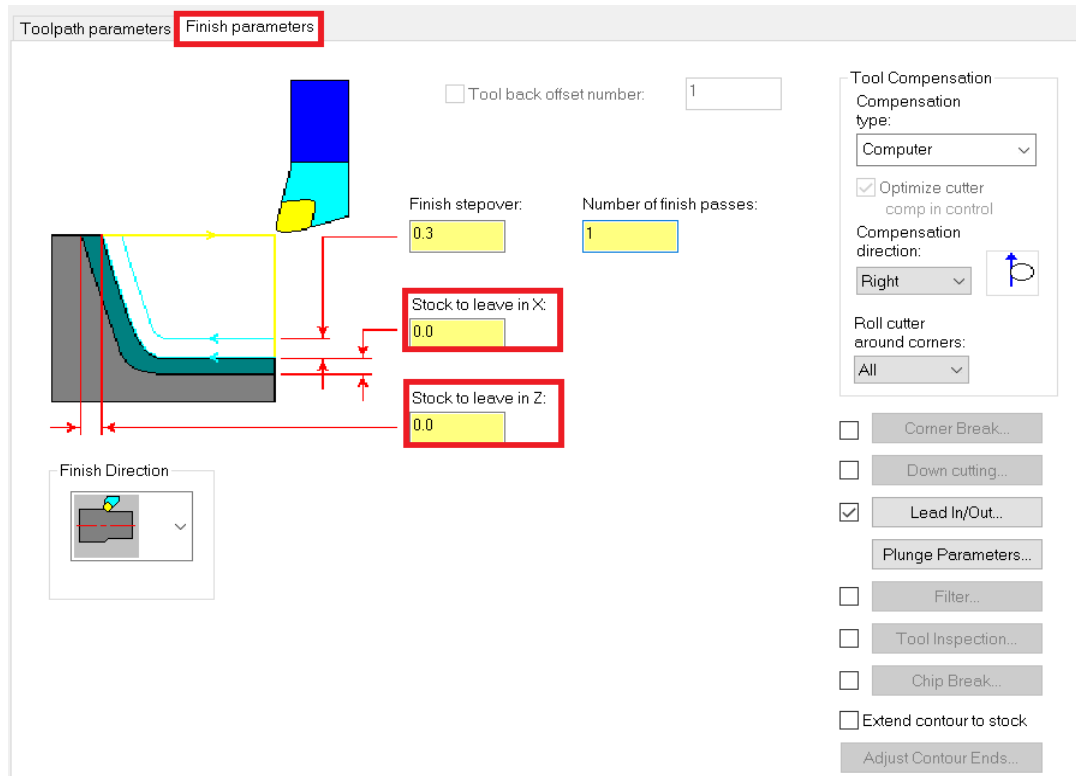 Toolpath parameters
Finish parameters
Tool back offset number:
1
Finish stepover:
0.3
Number of finish passes:
1
Stock to leave in X:
0.0
Stock to leave in Z:
0.0
Finish Direction
Tool Compensation
Compensation
type:
Computer
Optimize cutter
comp in control
Compensation
direction:
Right
Roll cutter
around corners:
All
Corner Break...
Down cutting...
Lead In/Out...
Plunge Parameters...
Filter...
Tool Inspection...
Chip Break...
Extend contour to stock
Adjust Contour Ends...